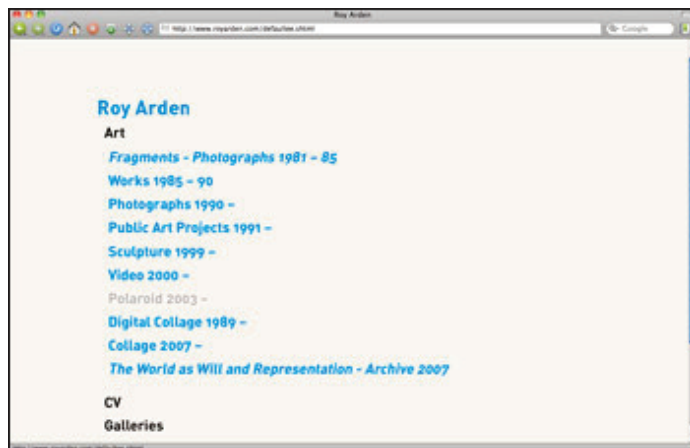 Roy Arden
http://www.royarden.com/defaultee.shtml
Google
Roy Arden
Art
Fragments - Photographs 1981 – 85
Works 1985 – 90
Photographs 1990 –
Public Art Projects 1991 –
Sculpture 1999 –
Video 2000 –
Polaroid 2003 –
Digital Collage 1989 –
Collage 2007 –
The World as Will and Representation - Archive 2007
CV
Galleries